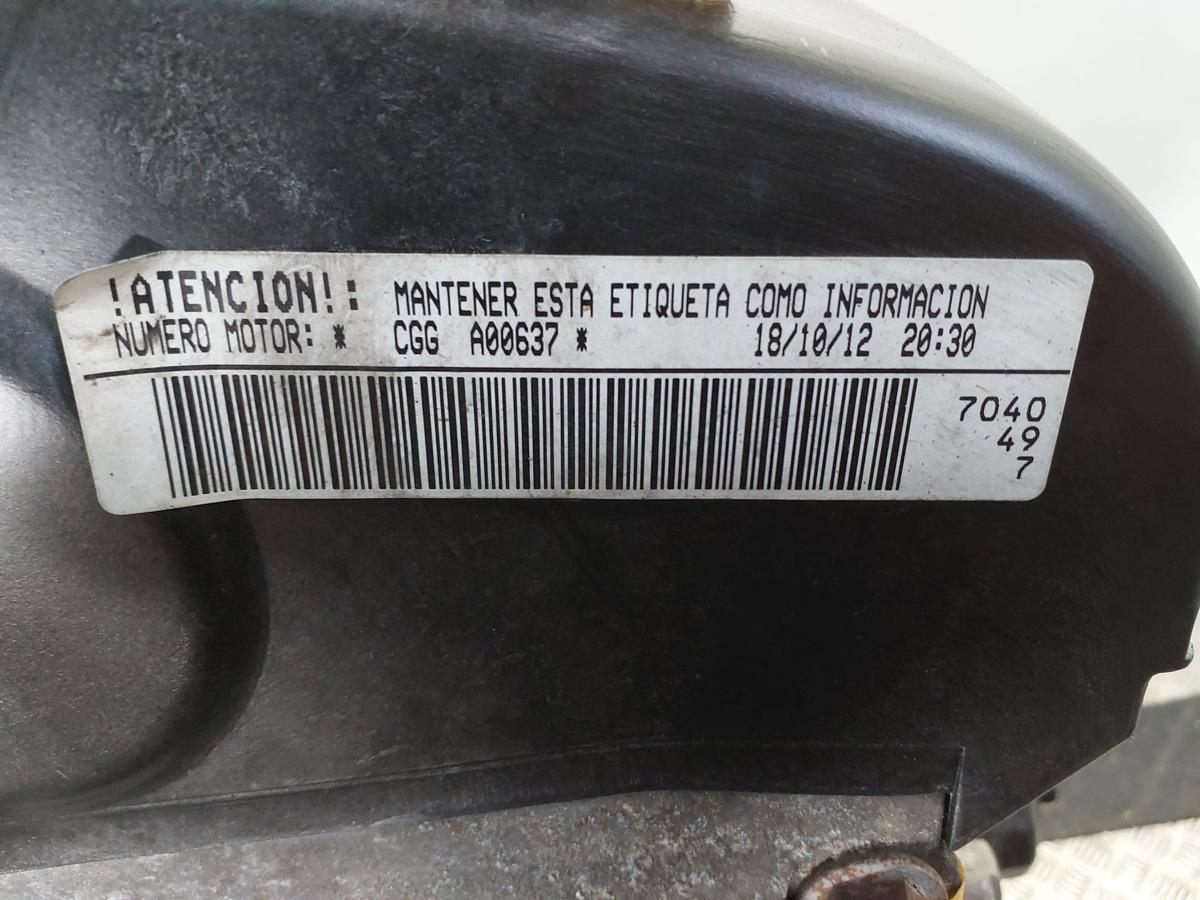 !ATENCION!: MANTENER ESTA ETIQUETA COMO INFORMACION
NUMERO MOTOR: * CGG A00637 * 18/10/12 20:30
7040
49
7